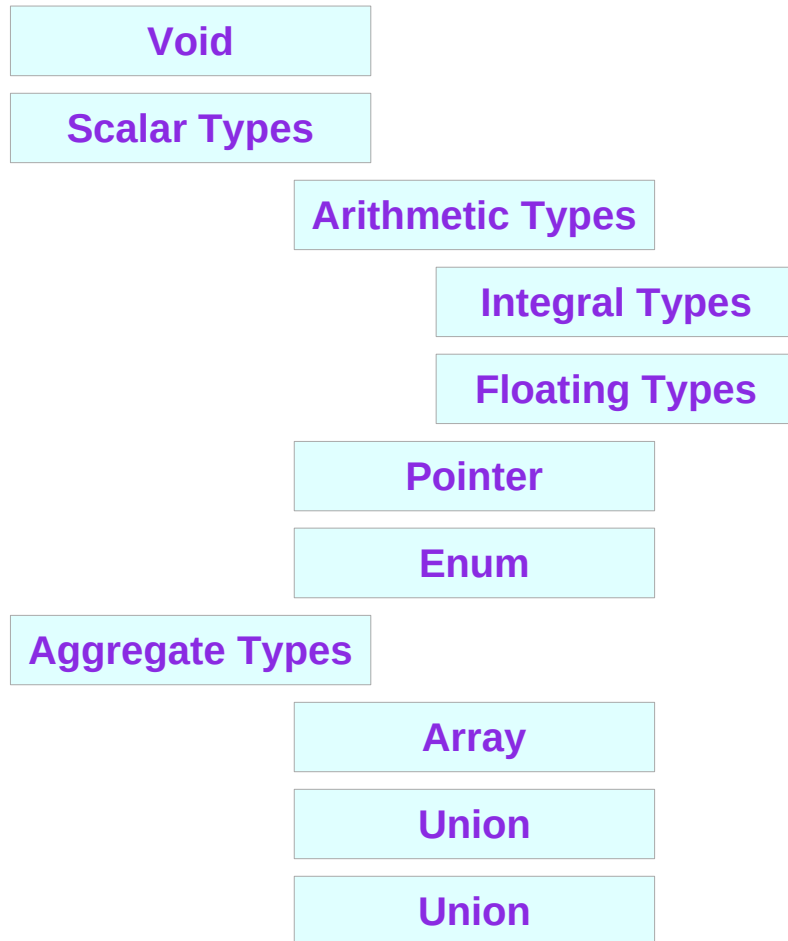 Void
Scalar Types
Arithmetic Types
Integral Types
Floating Types
Pointer
Enum
Aggregate Types
Array
Union
Union